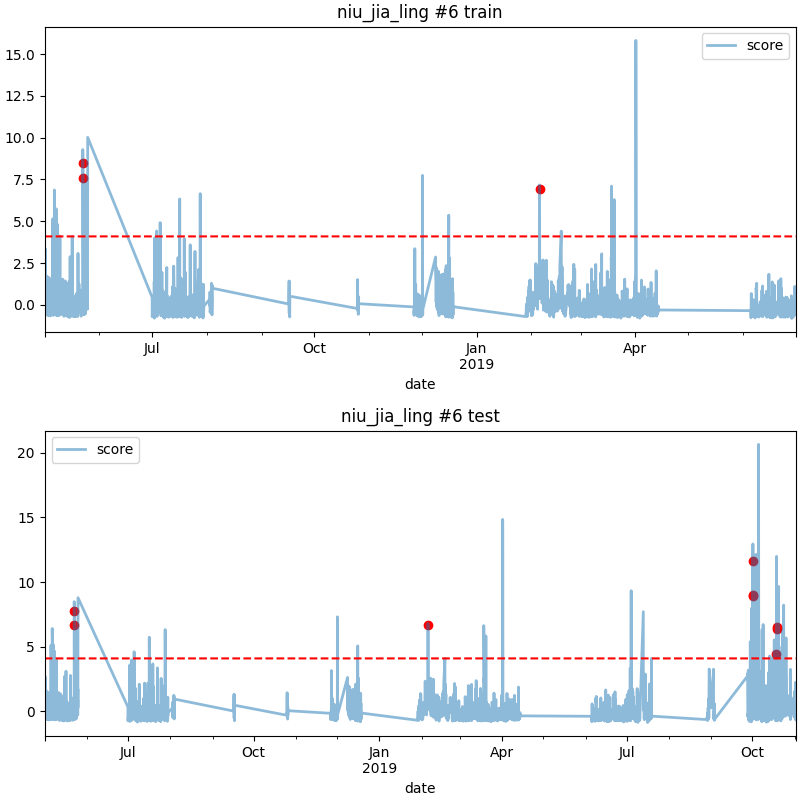 niu_jia_ling #6 train
score
15.0
12.5
10.0
7.5
5.0
2.5
0.0
Jul Oct Jan Apr
2019
date
niu_jia_ling #6 test
score
20
15
10
5
0
Jul Oct Jan Apr Jul Oct
2019
date